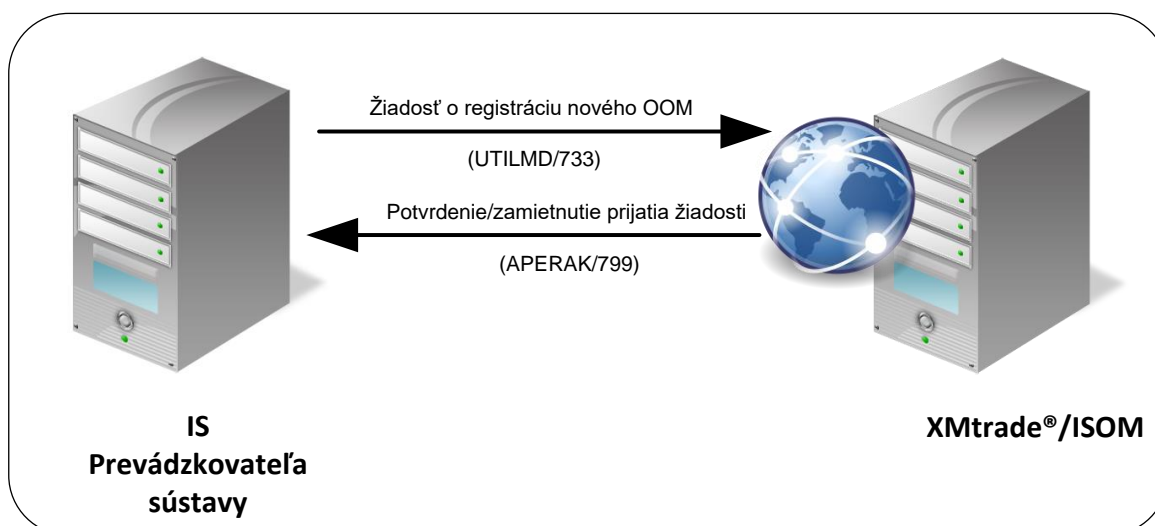 Žiadosť o registráciu nového OOM
(UTILMD/733)
Potvrdenie/zamietnutie prijatia žiadosti
(APERAK/799)
IS
Prevádzkovateľa
sústavy
XMtrade®/ISOM